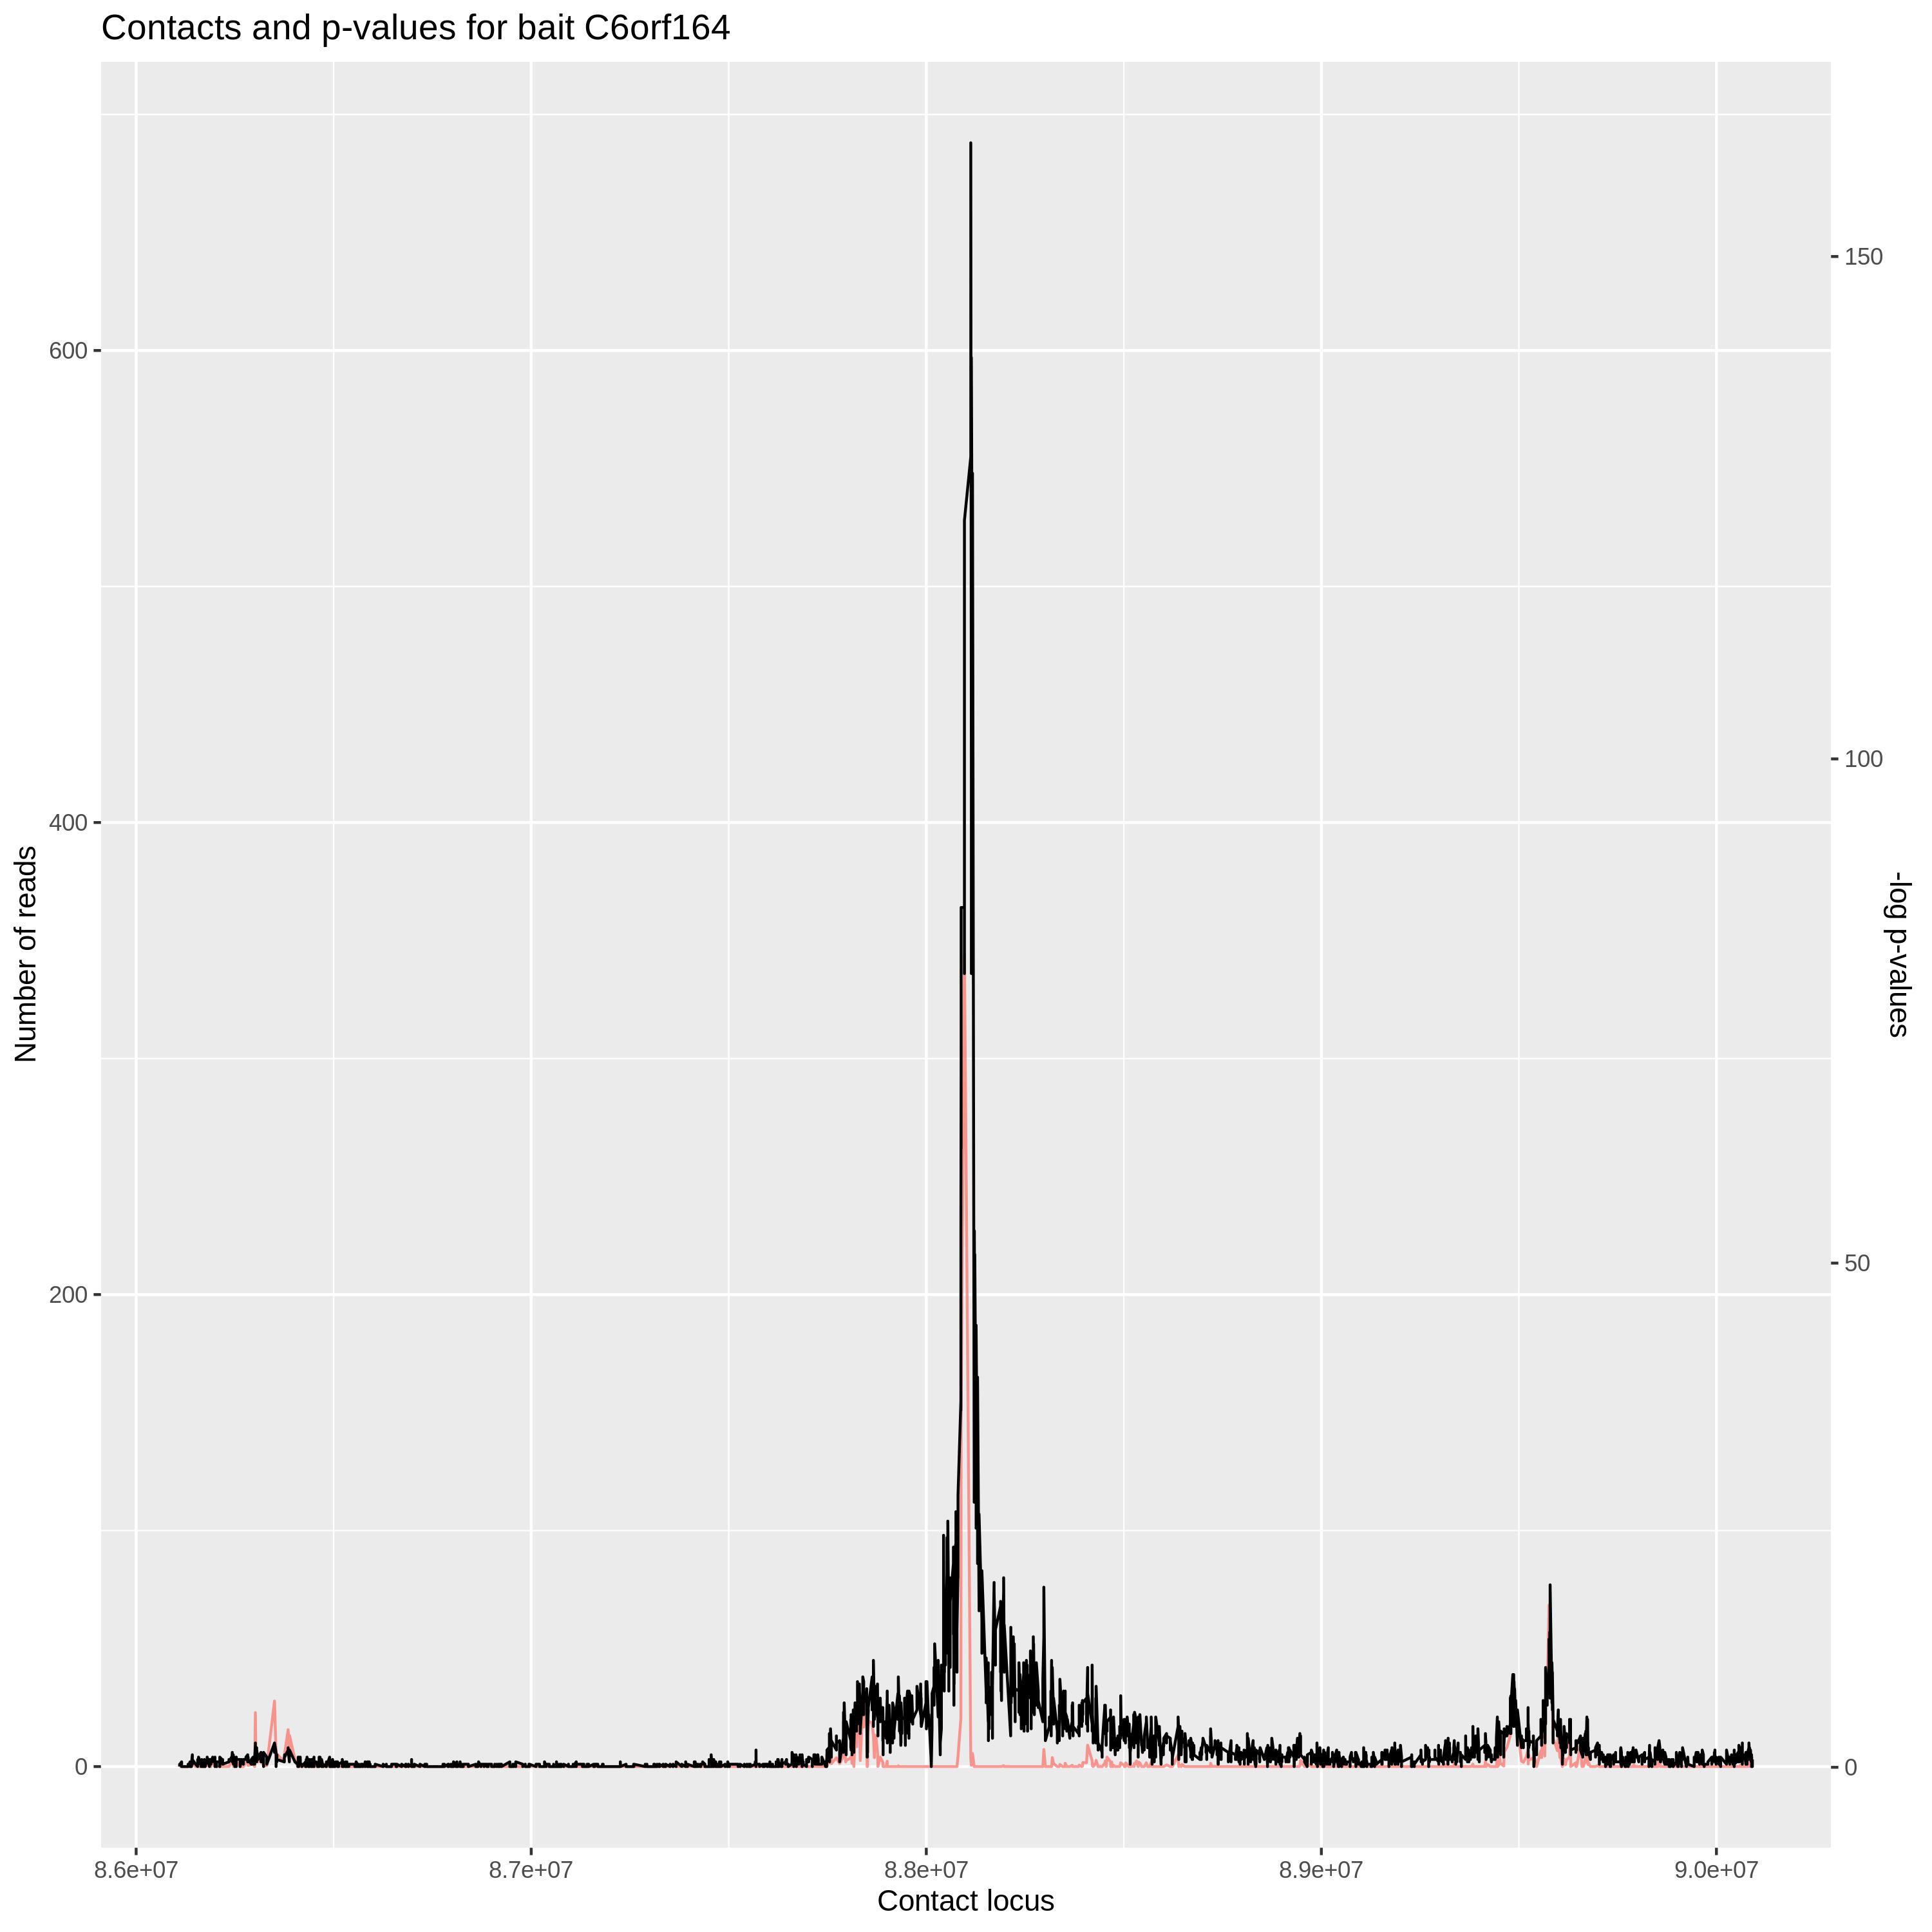 Contacts and p-values for bait C6orf164
150
600
100
400
Number of reads
-log p-values
50
200
0
0
8.6e+07
8.7e+07
8.8e+07
8.9e+07
9.0e+07
Contact locus